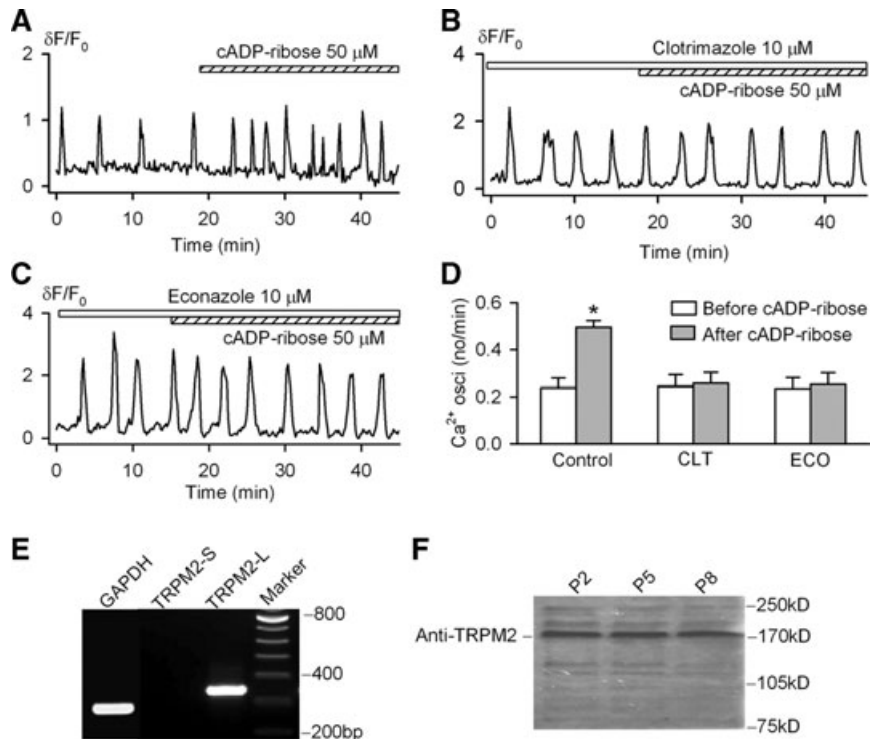 A
δF/F0
cADP-ribose 50 μM
2
1
0
0 10 20 30 40
Time (min)
B
δF/F0
Clotrimazole 10 μM
cADP-ribose 50 μM
4
2
0
0 10 20 30 40
Time (min)
C
δF/F0
Econazole 10 μM
cADP-ribose 50 μM
4
2
0
0 10 20 30 40
Time (min)
D
Ca2+ osci (no/min)
0.6
0.4
0.2
0.0
Before cADP-ribose
After cADP-ribose
*
Control CLT ECO
E
GAPDH TRPM2-S TRPM2-L Marker
–800
–400
–200bp
F
P2 P5 P8
Anti-TRPM2 –
–250kD
–170kD
–105kD
–75kD